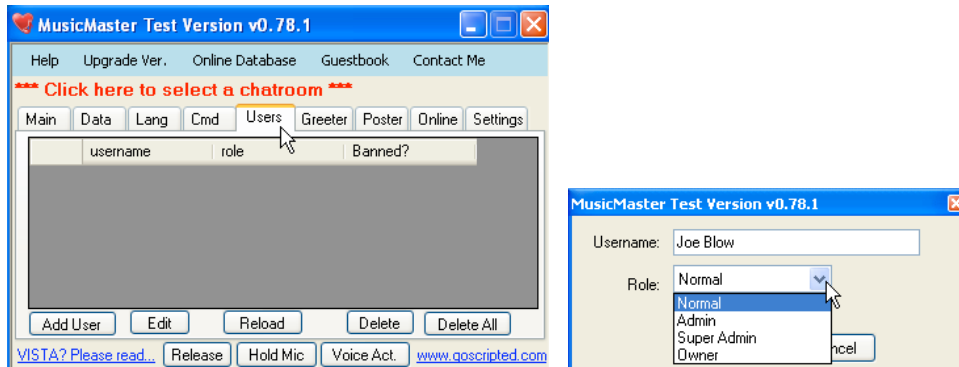 MusicMaster Test Version v0.78.1
Help Upgrade Ver. Online Database Guestbook Contact Me
*** Click here to select a chatroom ***
Main Data Lang Cmd Users Greeter Poster Online Settings
username role Banned?
Add User Edit Reload Delete Delete All
VISTA? Please read... Release Hold Mic Voice Act. www.goscripted.com
MusicMaster Test Version v0.78.1
Username: Joe Blow
Role: Normal
Normal
Admin
Super Admin
Owner